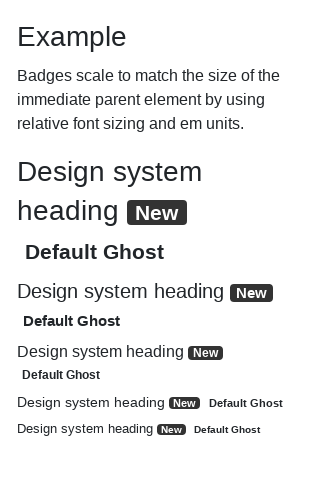 Example
Badges scale to match the size of the
immediate parent element by using
relative font sizing and em units.
Design system
heading New
Default Ghost
Design system heading New
Default Ghost
Design system heading New
Default Ghost
Design system heading New Default Ghost
Design system heading New Default Ghost